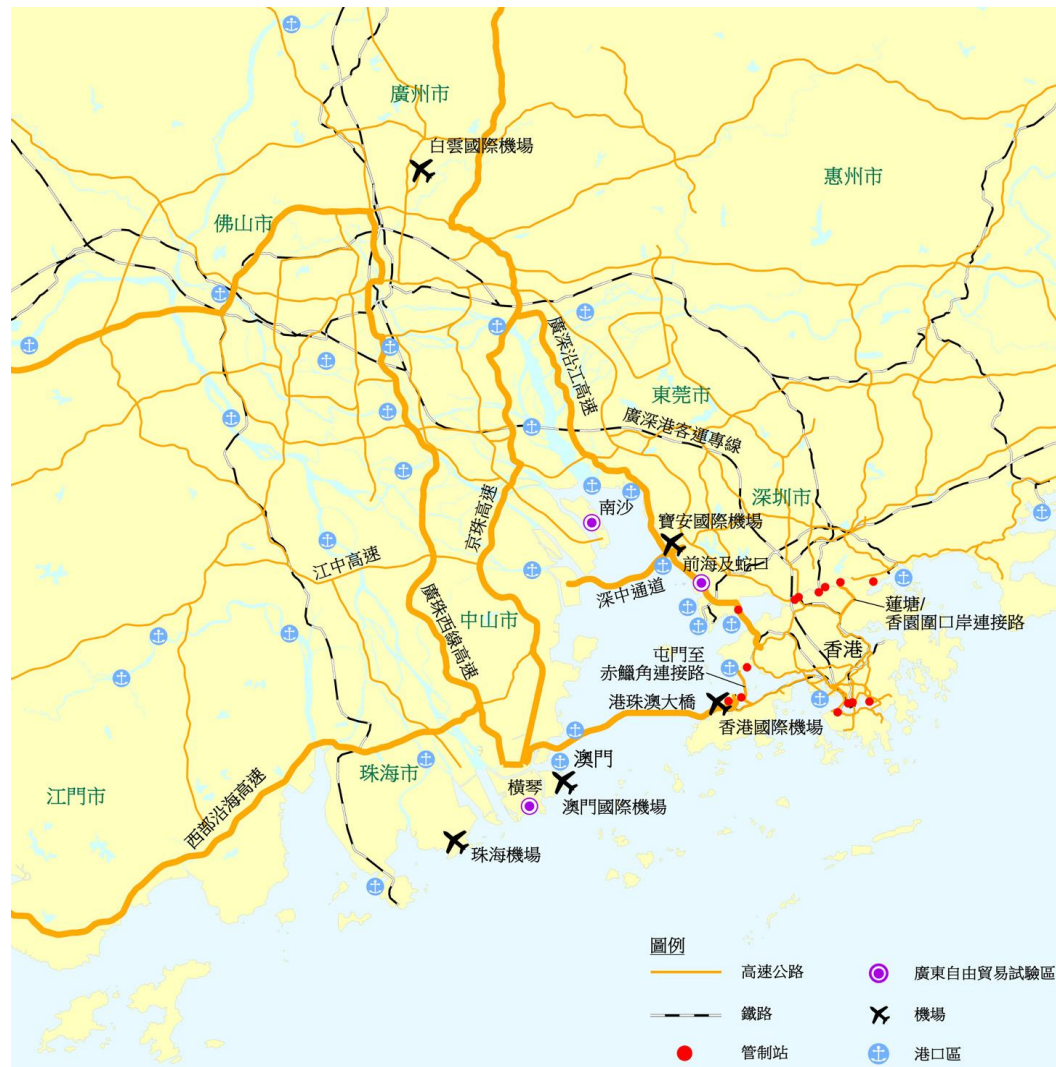 廣州市
白雲國際機場
惠州市
佛山市
廣深沿江高速
東莞市
廣深港客運專線
深圳市
京珠高速
南沙
寶安國際機場
前海及蛇口
江中高速
深中通道
蓮塘/
香園圍口岸連接路
廣珠西線高速
中山市
香港
屯門至
赤鱲角連接路
港珠澳大橋
香港國際機場
澳門
珠海市
橫琴
澳門國際機場
江門市
西部沿海高速
珠海機場
圖例
高速公路
廣東自由貿易試驗區
鐵路
機場
管制站
港口區